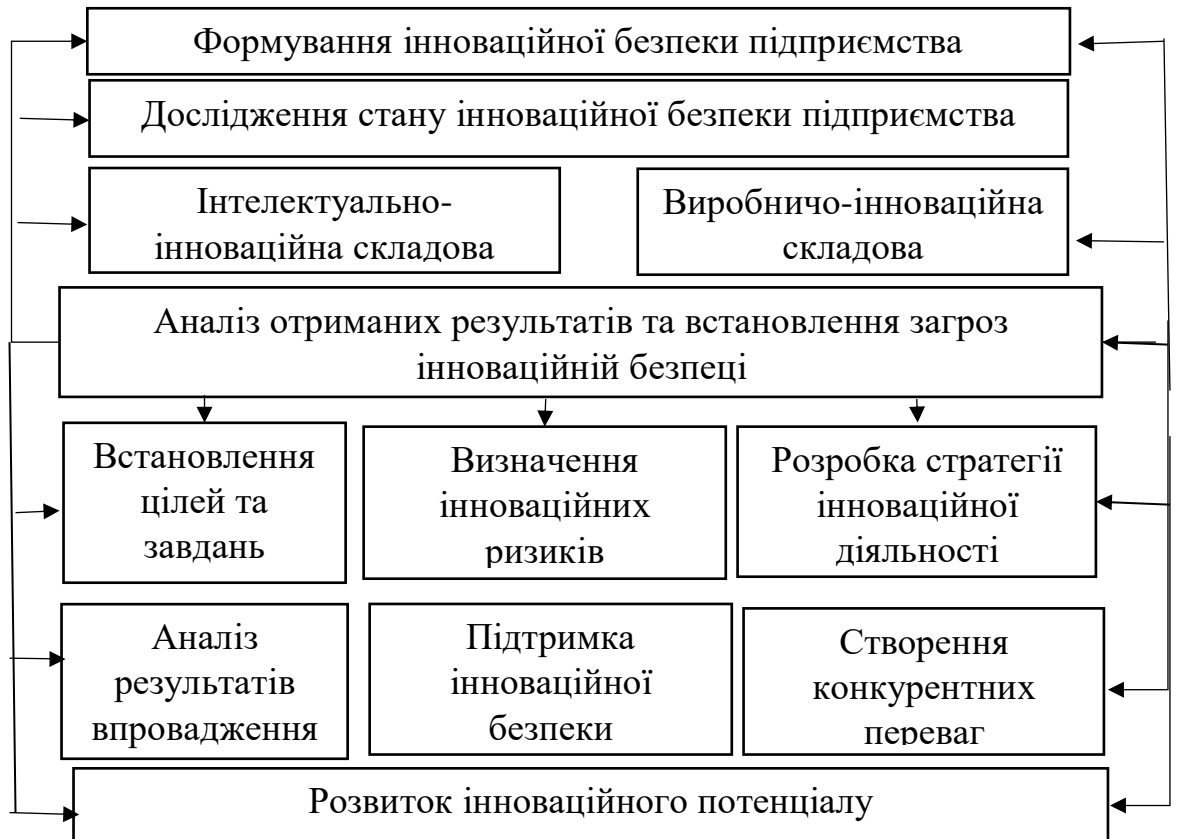 Формування інноваційної безпеки підприємства
Дослідження стану інноваційної безпеки підприємства
Інтелектуально-
інноваційна складова
Виробничо-інноваційна
складова
Аналіз отриманих результатів та встановлення загроз
інноваційній безпеці
Встановлення
цілей та
завдань
Визначення
інноваційних
ризиків
Розробка стратегії
інноваційної
діяльності
Аналіз
результатів
впровадження
Підтримка
інноваційної
безпеки
Створення
конкурентних
переваг
Розвиток інноваційного потенціалу